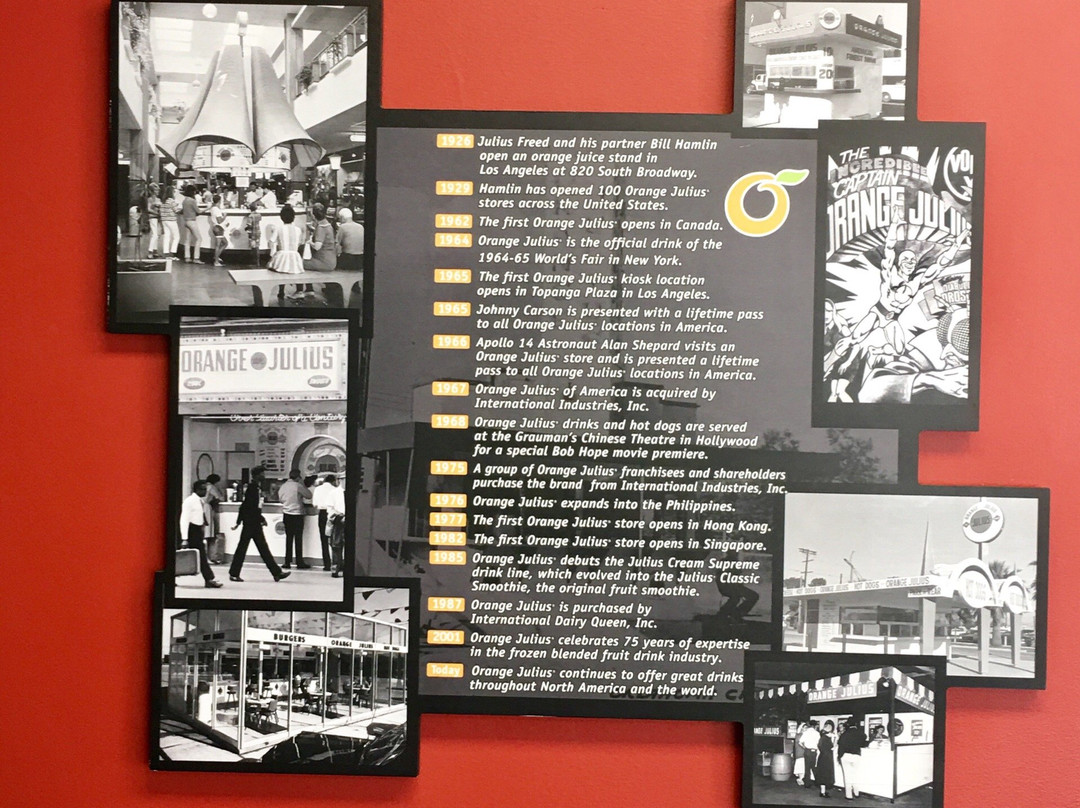 1926 Julius Freed and his partner Bill Hamlin
open an orange juice stand in
Los Angeles at 820 South Broadway.
1929 Hamlin has opened 100 Orange Julius
stores across the United States.
1962 The first Orange Julius opens in Canada.
1964 Orange Julius is the official drink of the
1964-65 World's Fair in New York.
1965 The first Orange Julius kiosk location
opens in Topanga Plaza in Los Angeles.
1965 Johnny Carson is presented with a lifetime pass
to all Orange Julius locations in America.
1966 Apollo 14 Astronaut Alan Shepard visits an
Orange Julius store and is presented a lifetime
pass to all Orange Julius locations in America.
1967 Orange Julius of America is acquired by
International Industries, Inc.
1968 Orange Julius drinks and hot dogs are served
at the Grauman's Chinese Theatre in Hollywood
for a special Bob Hope movie premiere.
1975 A group of Orange Julius franchisees and shareholders
purchase the brand from International Industries, Inc.
1976 Orange Julius expands into the Philippines.
1977 The first Orange Julius store opens in Hong Kong.
1982 The first Orange Julius store opens in Singapore.
1985 Orange Julius debuts the Julius Cream Supreme
drink line, which evolved into the Julius Classic
Smoothie, the original fruit smoothie.
1987 Orange Julius is purchased by
International Dairy Queen, Inc.
2001 Orange Julius celebrates 75 years of expertise
in the frozen blended fruit drink industry.
Today Orange Julius continues to offer great drinks
throughout North America and the world.
ORANGE JULIUS
BURGERS ORANGE JULIUS
20
THE
INCREDIBLE
CAPTAIN
ORANGE JULIUS
HOT DOGS - ORANGE JULIUS
ORANGE JULIUS